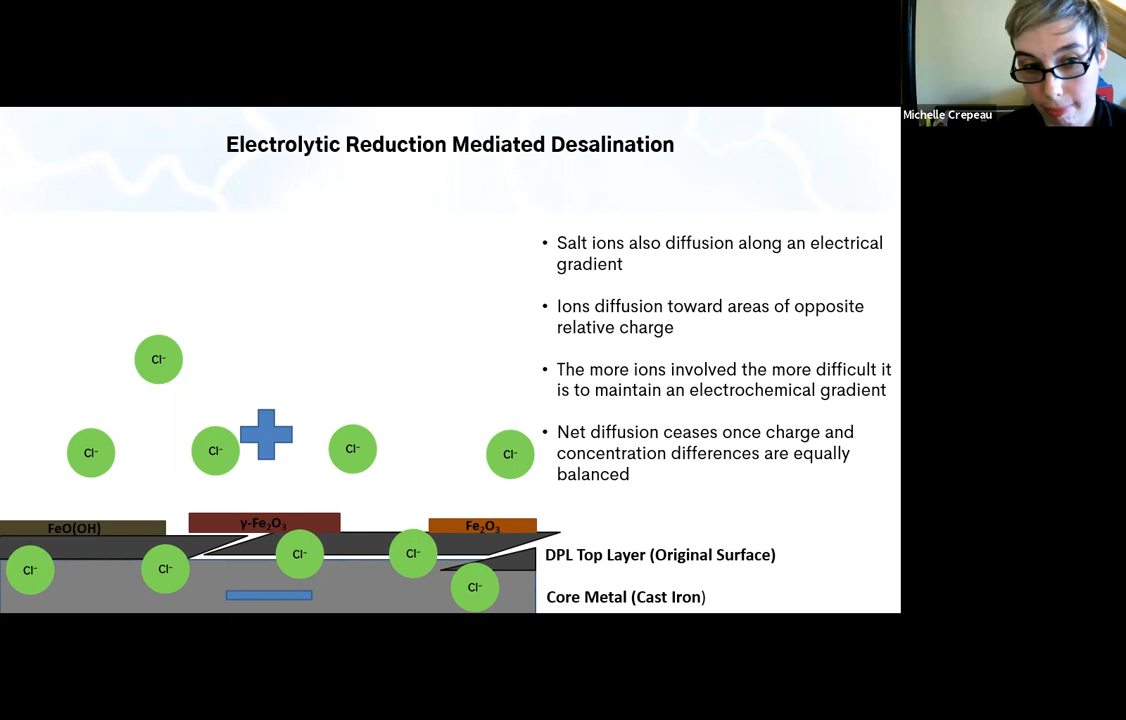 Michelle Crepeau
Electrolytic Reduction Mediated Desalination
• Salt ions also diffusion along an electrical
gradient
• Ions diffusion toward areas of opposite
relative charge
• The more ions involved the more difficult it
is to maintain an electrochemical gradient
• Net diffusion ceases once charge and
concentration differences are equally
balanced
Cl⁻
Cl⁻
Cl⁻
Cl⁻
Cl⁻
FeO(OH)
γ-Fe₂O₃
Fe₂O₃
Cl⁻
Cl⁻
Cl⁻
Cl⁻
Cl⁻
DPL Top Layer (Original Surface)
Core Metal (Cast Iron)